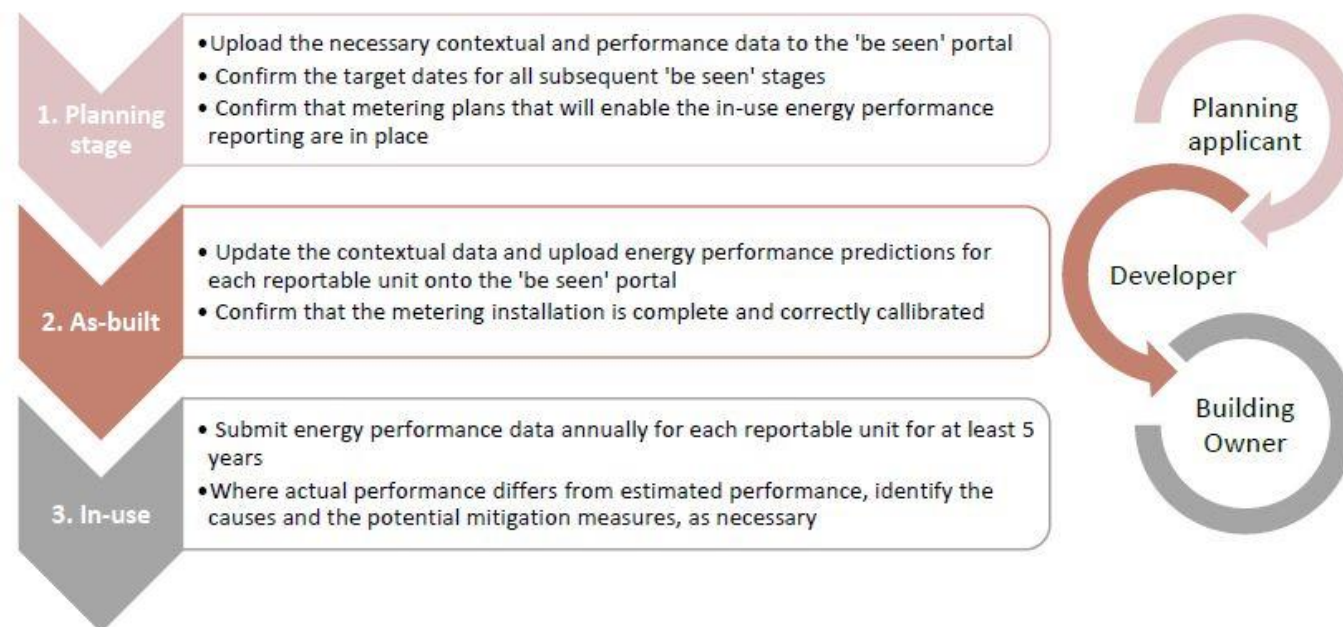 1. Planning
stage
•Upload the necessary contextual and performance data to the 'be seen' portal
• Confirm the target dates for all subsequent 'be seen' stages
• Confirm that metering plans that will enable the in-use energy performance
reporting are in place
Planning
applicant
2. As-built
• Update the contextual data and upload energy performance predictions for
each reportable unit onto the 'be seen' portal
• Confirm that the metering installation is complete and correctly callibrated
Developer
3. In-use
• Submit energy performance data annually for each reportable unit for at least 5
years
•Where actual performance differs from estimated performance, identify the
causes and the potential mitigation measures, as necessary
Building
Owner